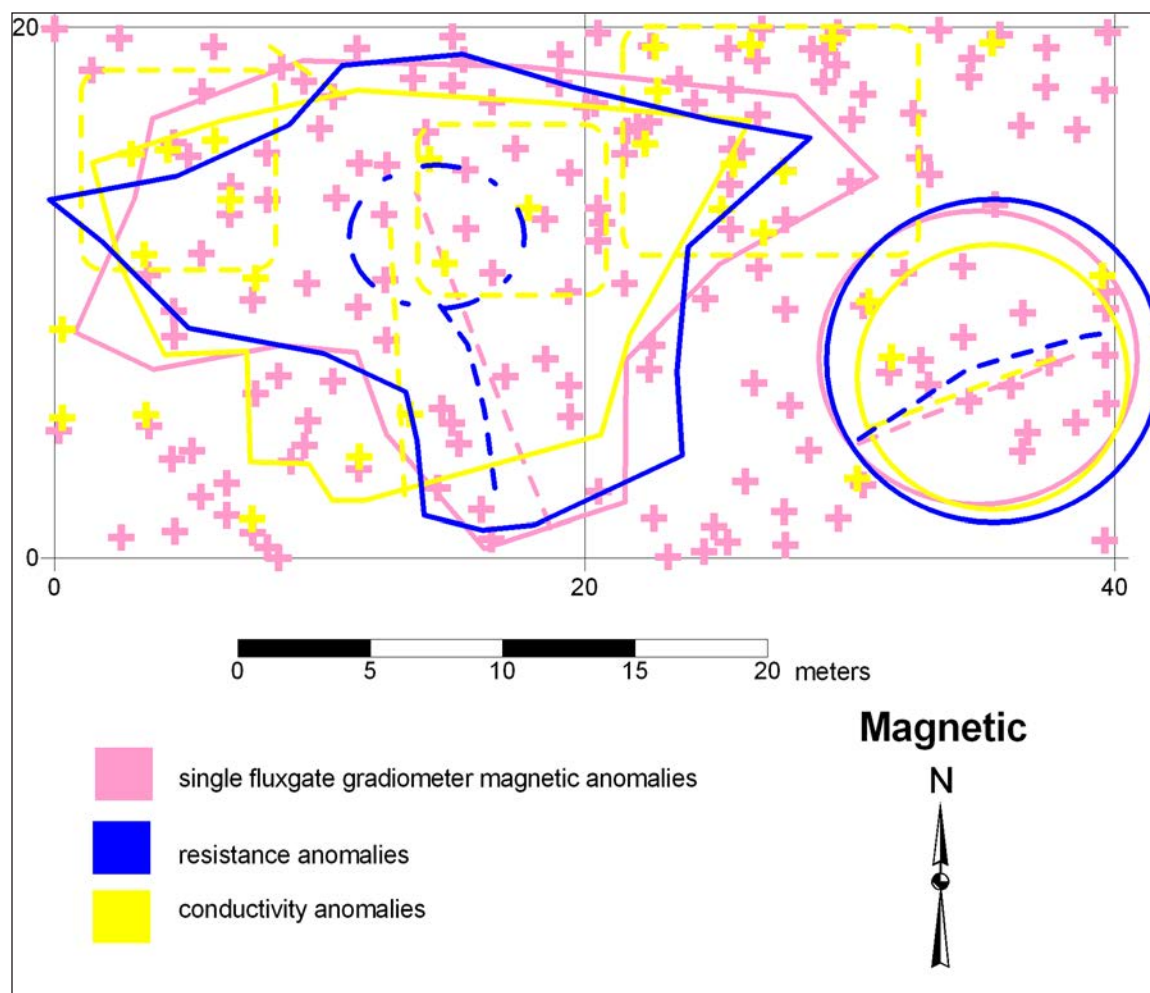 20
0
0
20
40
0
5
10
15
20
meters
Magnetic
N
single fluxgate gradiometer magnetic anomalies
resistance anomalies
conductivity anomalies